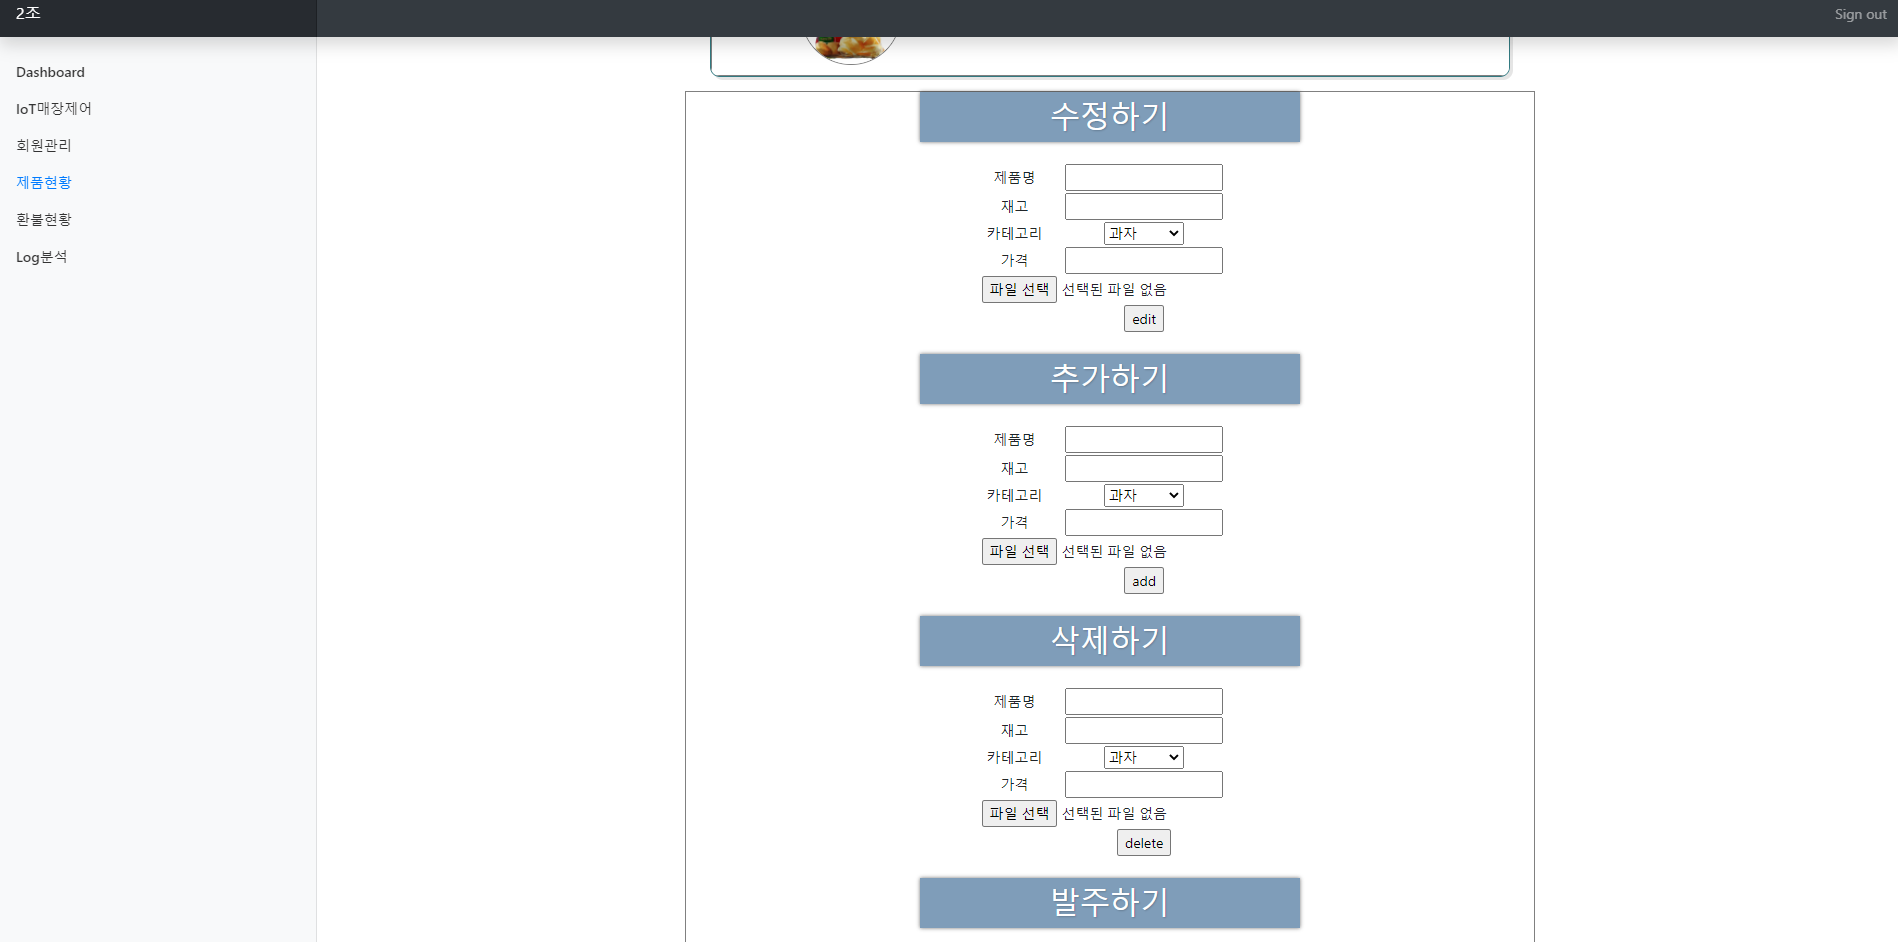 2조
Sign out
Dashboard
IoT매장제어
회원관리
제품현황
환불현황
Log분석
수정하기
제품명
재고
카테고리 과자
가격
파일 선택 선택된 파일 없음
edit
추가하기
제품명
재고
카테고리 과자
가격
파일 선택 선택된 파일 없음
add
삭제하기
제품명
재고
카테고리 과자
가격
파일 선택 선택된 파일 없음
delete
발주하기